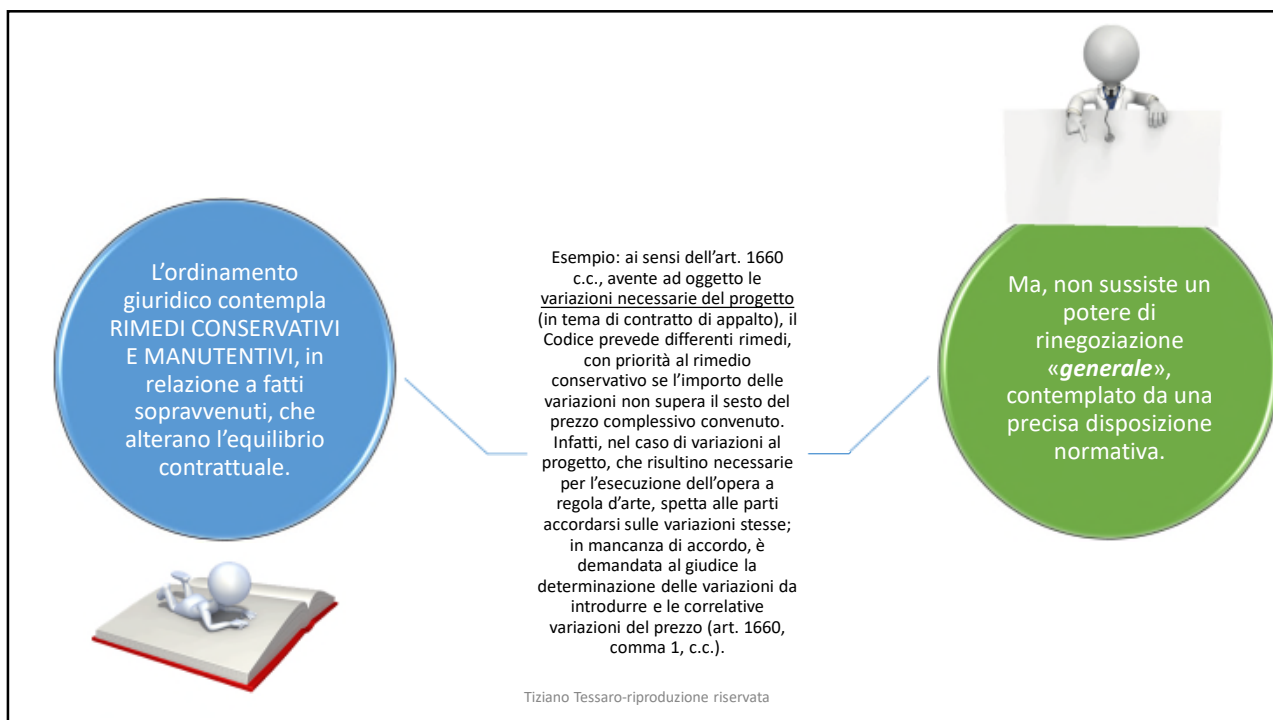 L'ordinamento
giuridico contempla
RIMEDI CONSERVATIVI
E MANUTENTIVI, in
relazione a fatti
sopravvenuti, che
alterano l'equilibrio
contrattuale.
Esempio: ai sensi dell'art. 1660
c.c., avente ad oggetto le
variazioni necessarie del progetto
(in tema di contratto di appalto), il
Codice prevede differenti rimedi,
con priorità al rimedio
conservativo se l'importo delle
variazioni non supera il sesto del
prezzo complessivo convenuto.
Infatti, nel caso di variazioni al
progetto, che risultino necessarie
per l'esecuzione dell'opera a
regola d'arte, spetta alle parti
accordarsi sulle variazioni stesse;
in mancanza di accordo, è
demandata al giudice la
determinazione delle variazioni da
introdurre e le correlative
variazioni del prezzo (art. 1660,
comma 1, c.c.).
Ma, non sussiste un
potere di
rinegoziazione
«generale»,
contemplato da una
precisa disposizione
normativa.
Tiziano Tessaro-riproduzione riservata